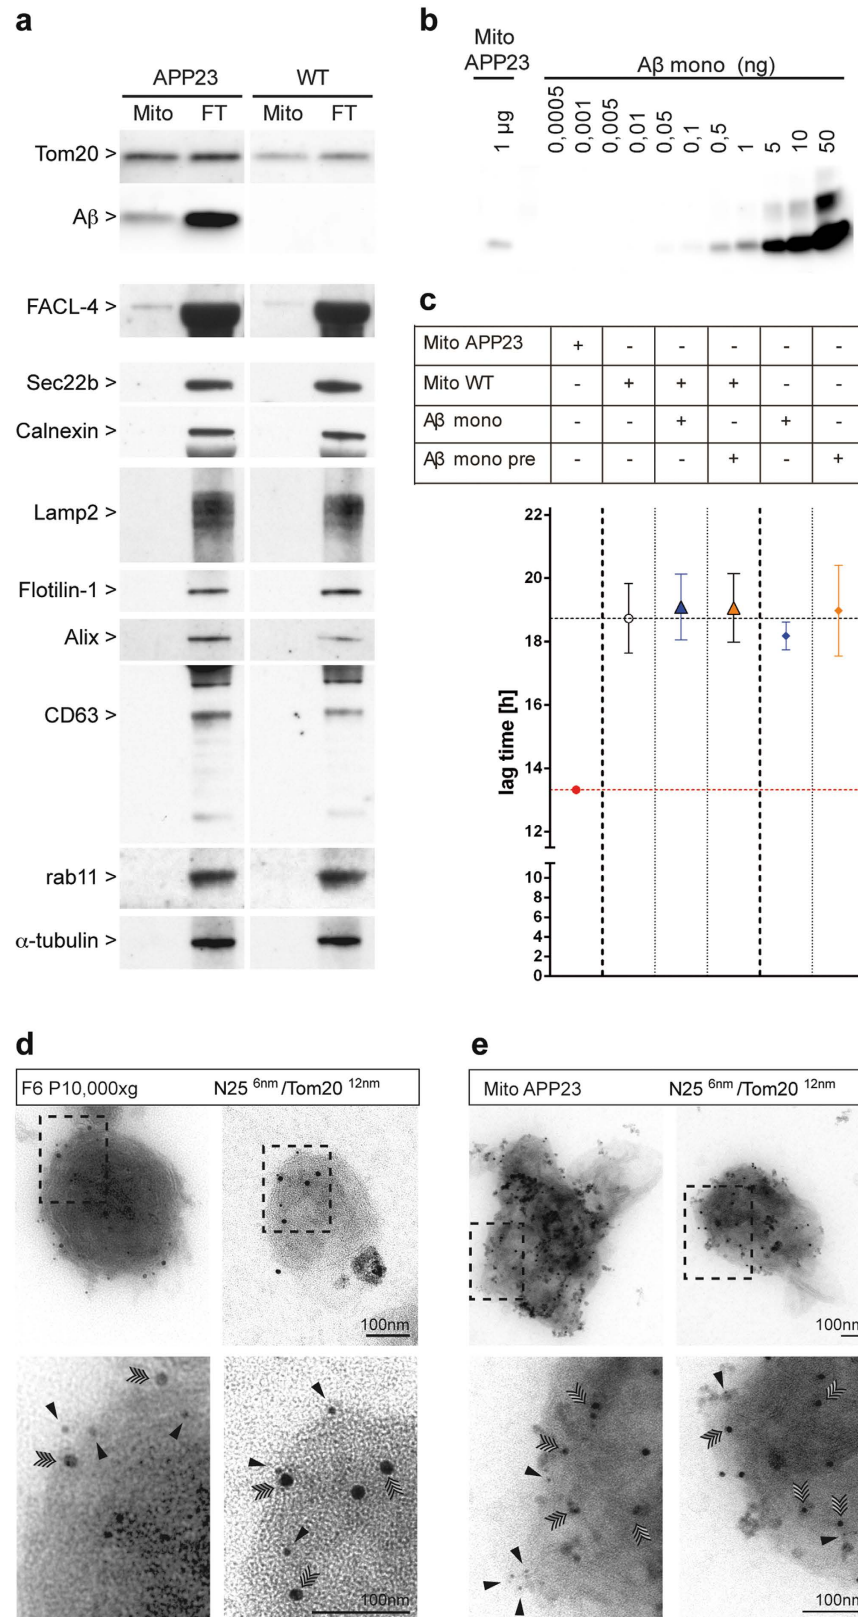 a
APP23 WT
Mito FT Mito FT
Tom20 >
Aβ >
FACL-4 >
Sec22b >
Calnexin >
Lamp2 >
Flotilin-1 >
Alix >
CD63 >
rab11 >
α-tubulin >
b
Mito
APP23
Aβ mono (ng)
1 µg 0,0005 0,001 0,005 0,01 0,05 0,1 0,5 1 5 10 50
c
Mito APP23 + - - - - -
Mito WT - + + + - -
Aβ mono - - + - + -
Aβ mono pre - - - + - +
lag time [h]
22
20
18
16
14
12
10
8
6
4
2
0
d
F6 P10,000xg N25 6nm/Tom20 12nm
100nm
100nm
e
Mito APP23 N25 6nm/Tom20 12nm
100nm
100nm